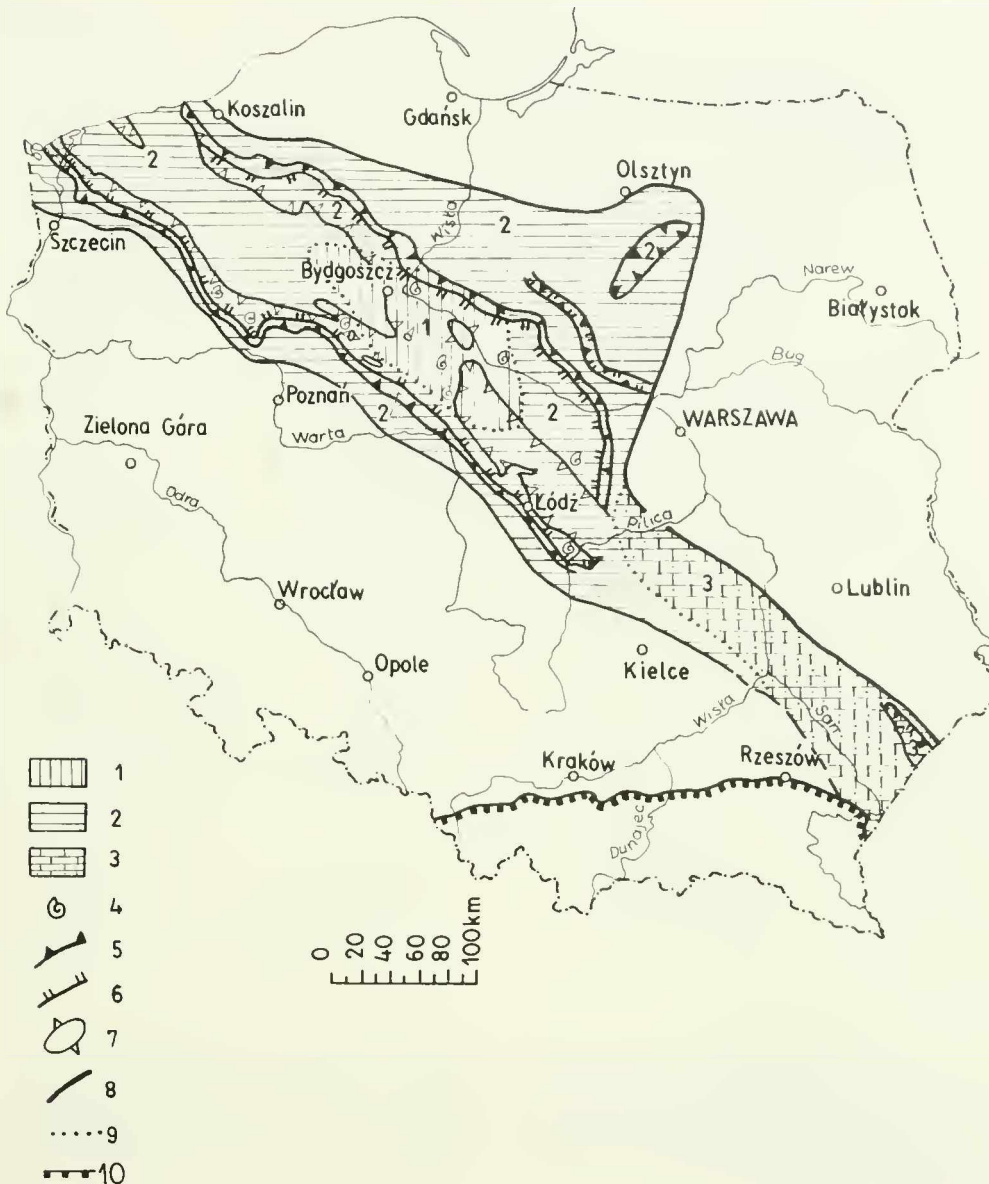 Koszalin
Gdańsk
2
Olsztyn
2
2
2
Szczecin
Wisła
Bydgoszcz
Narew
Białystok
1
Bug
Poznań
2
2
WARSZAWA
Zielona Góra
Warta
Łódź
Pilica
Odra
3
Lublin
Wrocław
Kielce
Opole
Wisła
San
3
Kraków
Rzeszów
Dunajec
1
2
3
4
5
6
7
8
9
10
0
20
40
60
80
100km